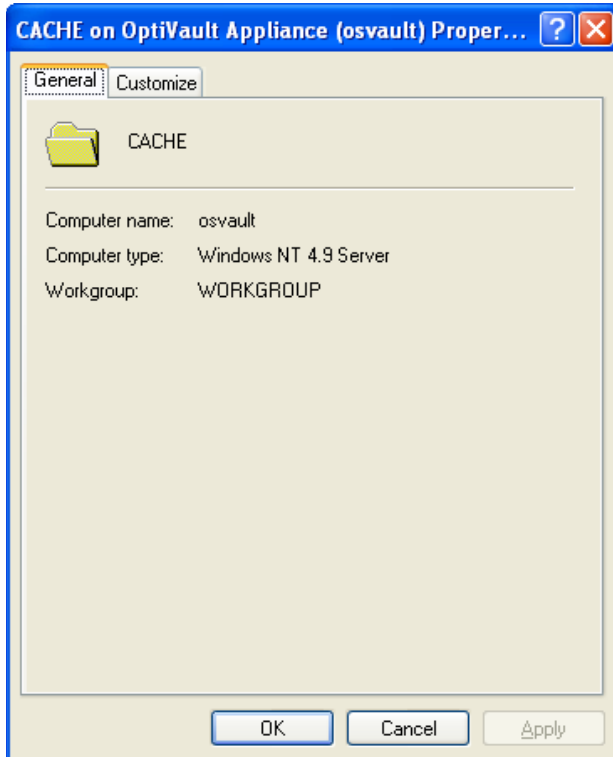 CACHE on OptiVault Appliance (osvault) Proper...
General Customize
CACHE
Computer name: osvault
Computer type: Windows NT 4.9 Server
Workgroup: WORKGROUP
OK Cancel Apply